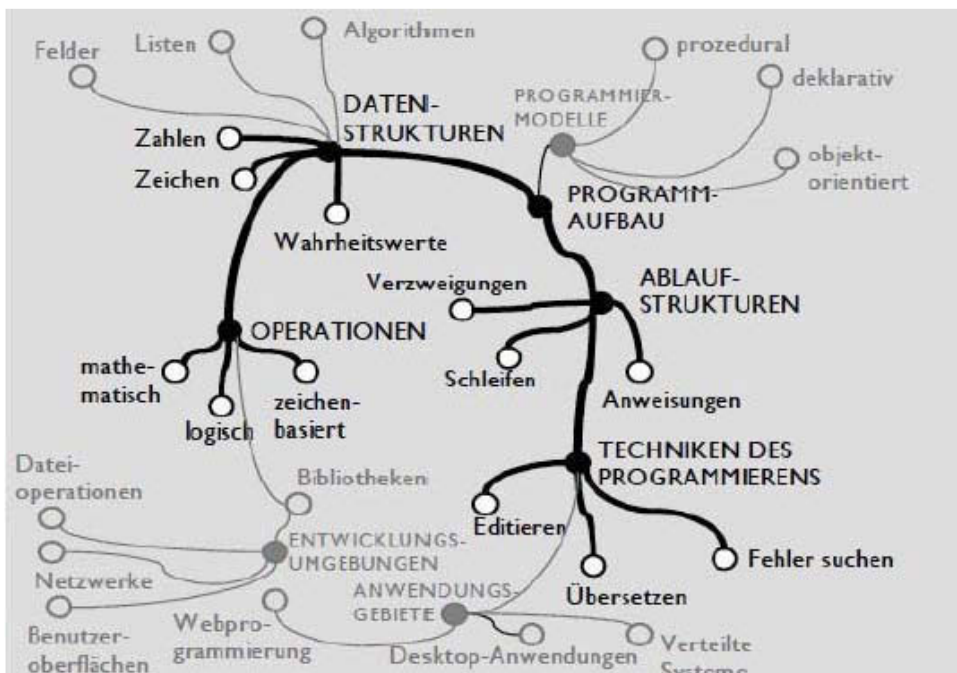 Felder
Listen
Algorithmen
DATEN-
STRUKTUREN
Zahlen
Zeichen
Wahrheitswerte
PROGRAMMIER-
MODELLE
prozedural
deklarativ
objekt-
orientiert
PROGRAMM-
AUFBAU
ABLAUF-
STRUKTUREN
Verzweigungen
Schleifen
Anweisungen
OPERATIONEN
mathe-
matisch
logisch
zeichen-
basiert
TECHNIKEN DES
PROGRAMMIERENS
Editieren
Übersetzen
Fehler suchen
Datei-
operationen
Bibliotheken
ENTWICKLUNGS-
UMGEBUNGEN
Netzwerke
Benutzer-
oberflächen
ANWENDUNGS-
GEBIETE
Webpro-
grammierung
Desktop-Anwendungen
Verteilte
Systeme